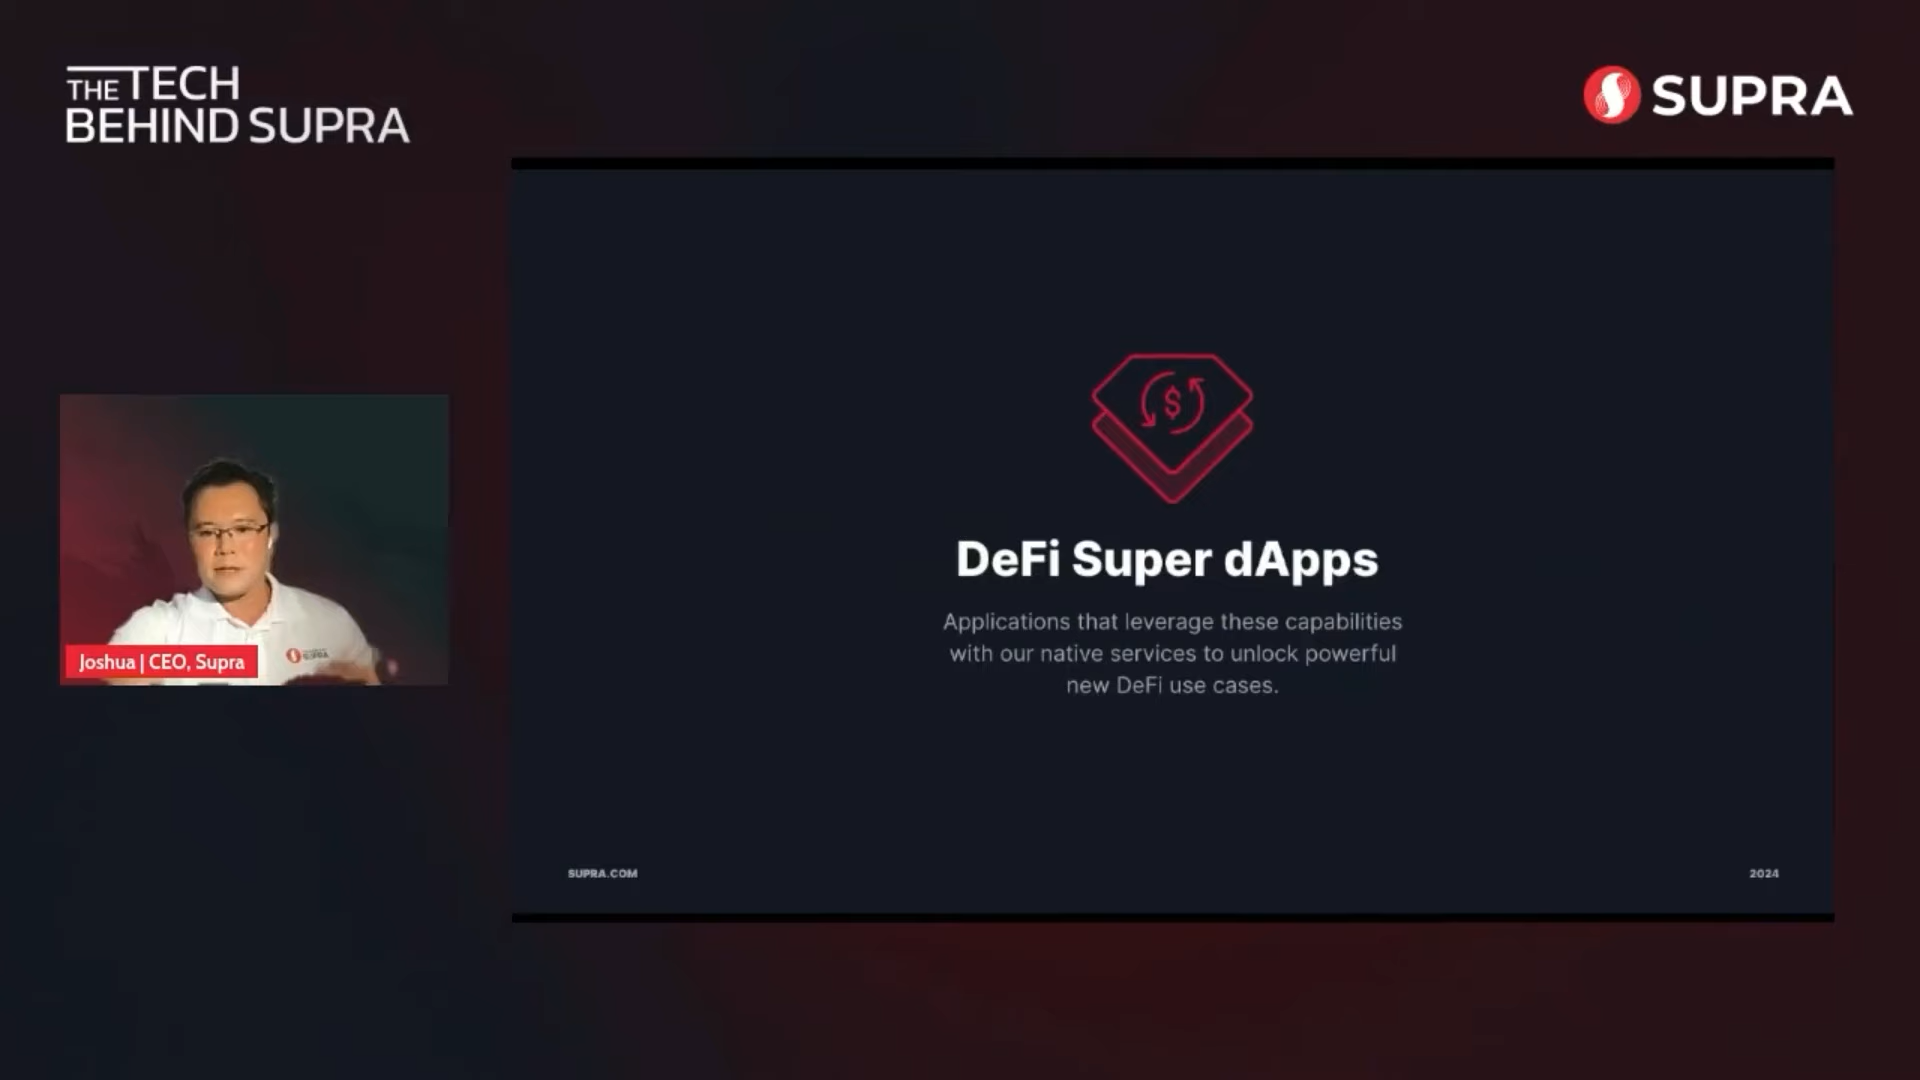 THE TECH
BEHIND SUPRA
SUPRA
Joshua | CEO, Supra
SUPRA
$
DeFi Super dApps
Applications that leverage these capabilities
with our native services to unlock powerful
new DeFi use cases.
SUPRA.COM
2024